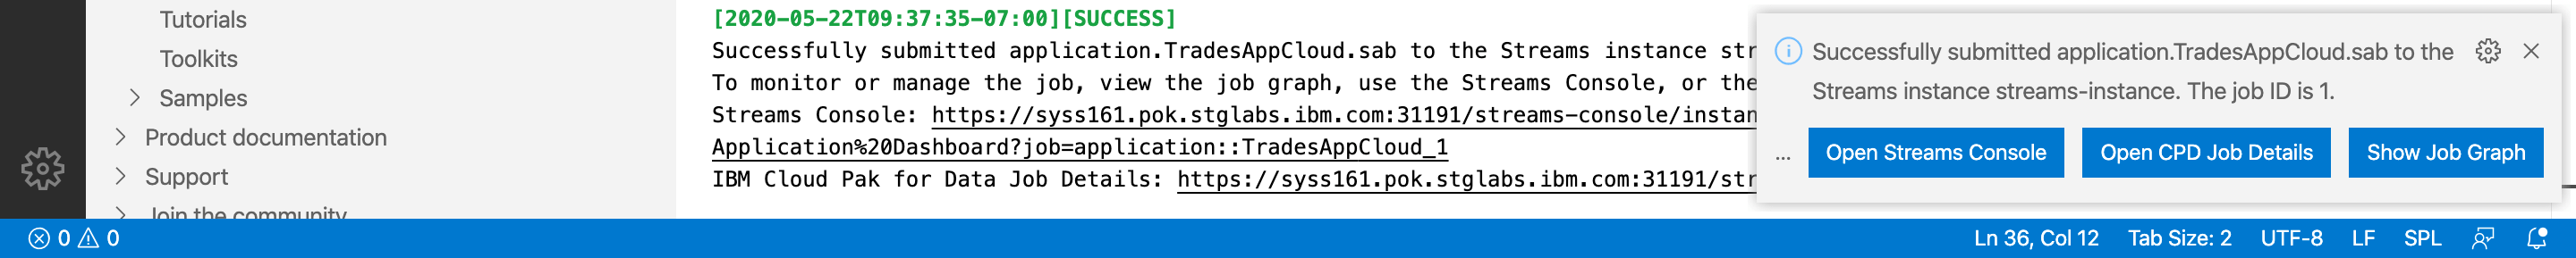 Tutorials
Toolkits
Samples
Product documentation
Support
Join the community
[2020-05-22T09:37:35-07:00][SUCCESS]
Successfully submitted application.TradesAppCloud.sab to the Streams instance str
To monitor or manage the job, view the job graph, use the Streams Console, or the
Streams Console: https://syss161.pok.stglabs.ibm.com:31191/streams-console/instan
Application%20Dashboard?job=application::TradesAppCloud_1
IBM Cloud Pak for Data Job Details: https://syss161.pok.stglabs.ibm.com:31191/str
Successfully submitted application.TradesAppCloud.sab to the
Streams instance streams-instance. The job ID is 1.
... Open Streams Console Open CPD Job Details Show Job Graph
0 0 Ln 36, Col 12 Tab Size: 2 UTF-8 LF SPL